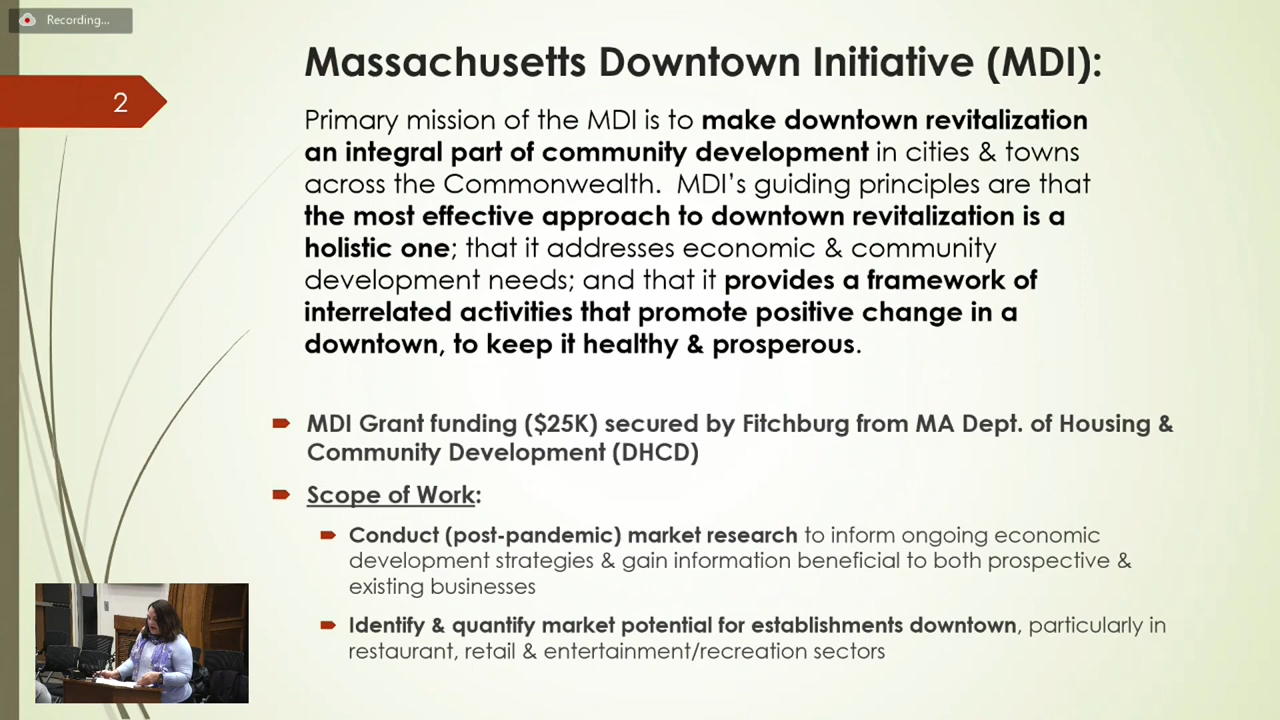 Recording...
2
Massachusetts Downtown Initiative (MDI):
Primary mission of the MDI is to make downtown revitalization
an integral part of community development in cities & towns
across the Commonwealth. MDI’s guiding principles are that
the most effective approach to downtown revitalization is a
holistic one; that it addresses economic & community
development needs; and that it provides a framework of
interrelated activities that promote positive change in a
downtown, to keep it healthy & prosperous.
MDI Grant funding ($25K) secured by Fitchburg from MA Dept. of Housing &
Community Development (DHCD)
Scope of Work:
Conduct (post-pandemic) market research to inform ongoing economic
development strategies & gain information beneficial to both prospective &
existing businesses
Identify & quantify market potential for establishments downtown, particularly in
restaurant, retail & entertainment/recreation sectors